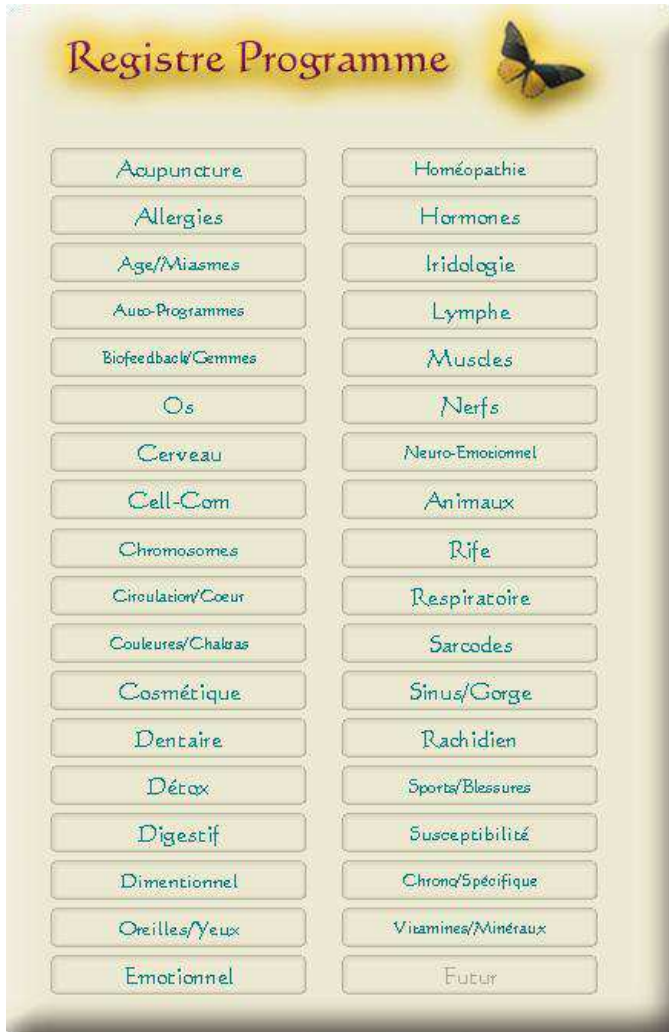 Registre Programme
Acupuncture
Allergies
Age/Miasmes
Auto-Programmes
Biofeedback/Gemmes
Os
Cerveau
Cell-Com
Chromosomes
Circulation/Coeur
Couleures/Chakras
Cosmétique
Dentaire
Détox
Digestif
Dimentionnel
Oreilles/Yeux
Emotionnel
Homéopathie
Hormones
Iridologie
Lymphe
Muscles
Nerfs
Neuro-Emotionnel
Animaux
Rife
Respiratoire
Sarcodes
Sinus/Gorge
Rachidien
Sports/Blessures
Susceptibilité
Chrono/Spécifique
Vitamines/Minéraux
Futur